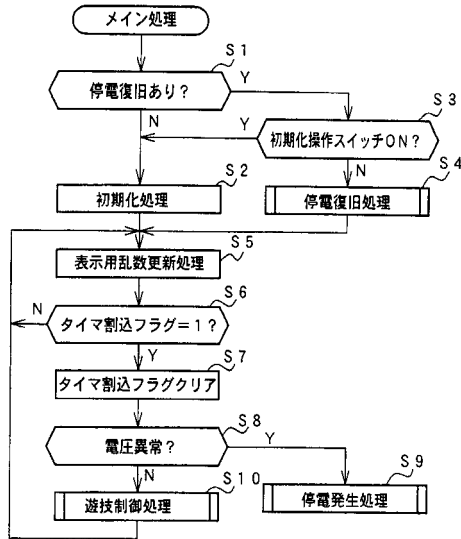 メイン処理
S1
停電復旧あり?
Y
N
S3
Y
初期化操作スイッチON?
N
S2
初期化処理
S4
停電復旧処理
S5
表示用乱数更新処理
S6
N
タイマ割込フラグ=1?
Y
S7
タイマ割込フラグクリア
S8
電圧異常?
Y
N
S9
停電発生処理
S10
遊技制御処理